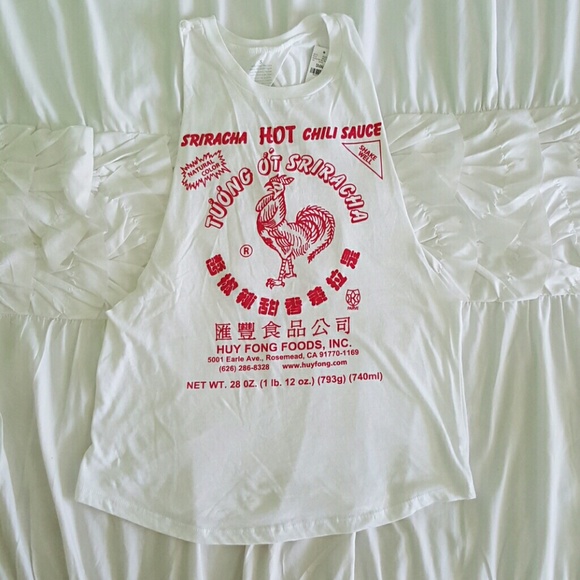 SRIRACHA HOT CHILI SAUCE
NATURAL
COLOR
SHAKE
WELL
TƯƠNG ỚT SRIRACHA
®
匯豐食品公司
HUY FONG FOODS, INC.
5001 Earle Ave., Rosemead, CA 91770-1169
(626) 286-8328 www.huyfong.com
NET WT. 28 OZ. (1 lb. 12 oz.) (793g) (740ml)